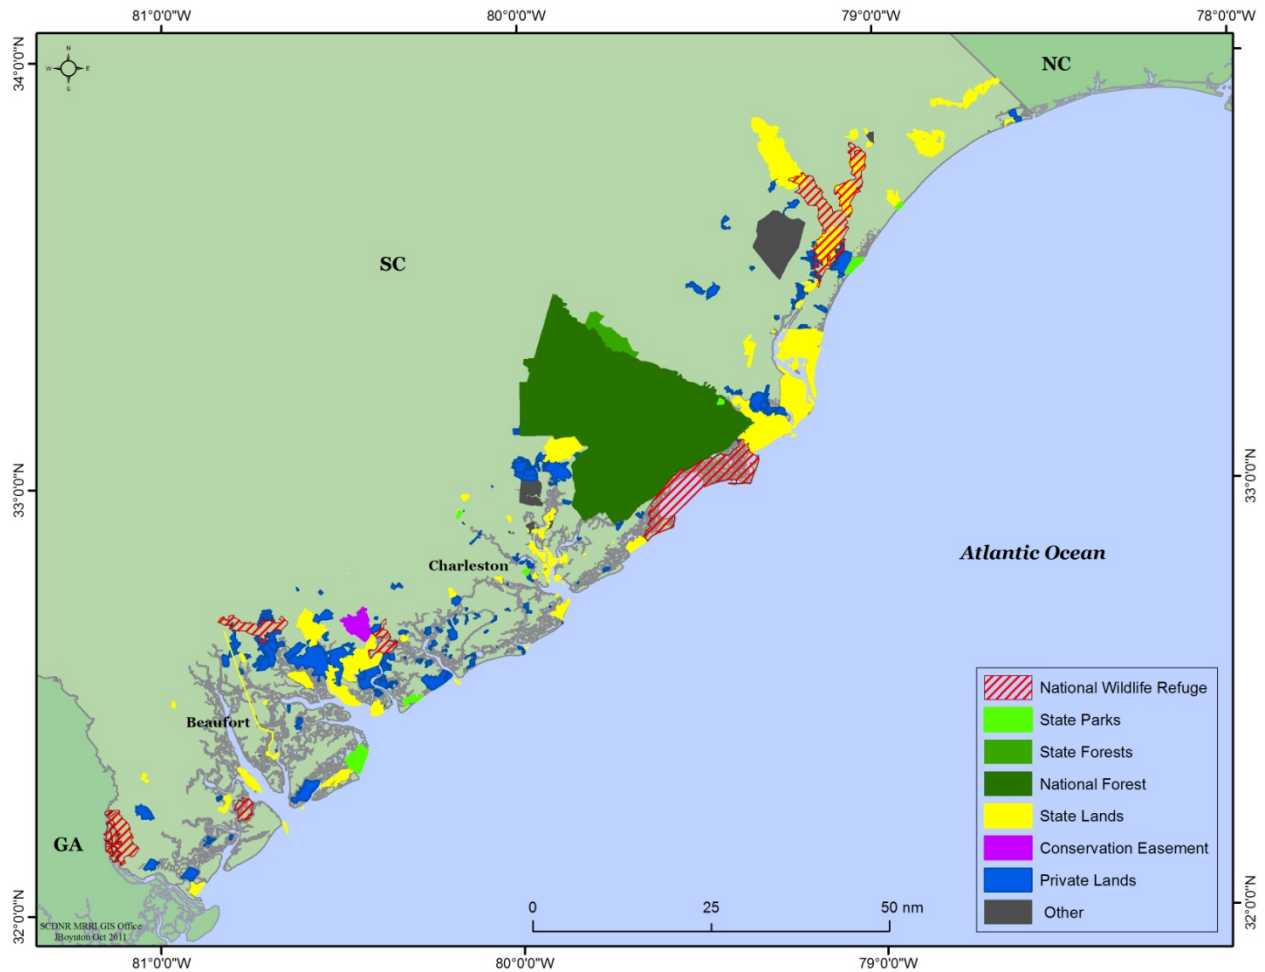 81°0'0"W 80°0'0"W 79°0'0"W 78°0'0"W
34°0'0"N
N
W E
S
NC
SC
33°0'0"N 33°0'0"N
Atlantic Ocean
Charleston
Beaufort
GA
National Wildlife Refuge
State Parks
State Forests
National Forest
State Lands
Conservation Easement
Private Lands
Other
0 25 50 nm
32°0'0"N 32°0'0"N
SCDNR MRRI GIS Office
JBoynton Oct 2011
81°0'0"W 80°0'0"W 79°0'0"W